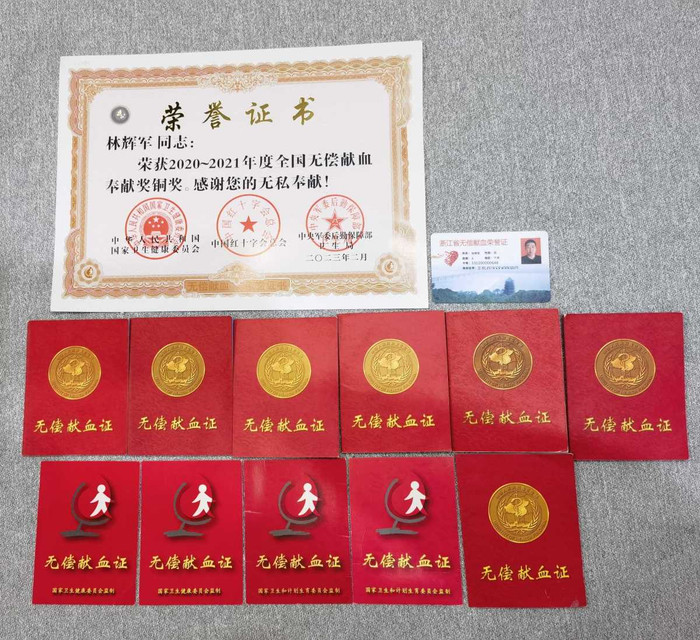 荣誉证书
林辉军 同志:
荣获2020~2021年度全国无偿献血
奉献奖铜奖。感谢您的无私奉献!
中华人民共和国
国家卫生健康委员会
中国红十字会总会
中央军委后勤保障部
卫生局
二〇二三年二月
浙江省无偿献血荣誉证
无偿献血证
无偿献血证
无偿献血证
无偿献血证
无偿献血证
无偿献血证
无偿献血证
国家卫生健康委员会监制
无偿献血证
国家卫生健康委员会监制
无偿献血证
国家卫生和计划生育委员会监制
无偿献血证
国家卫生和计划生育委员会监制
无偿献血证